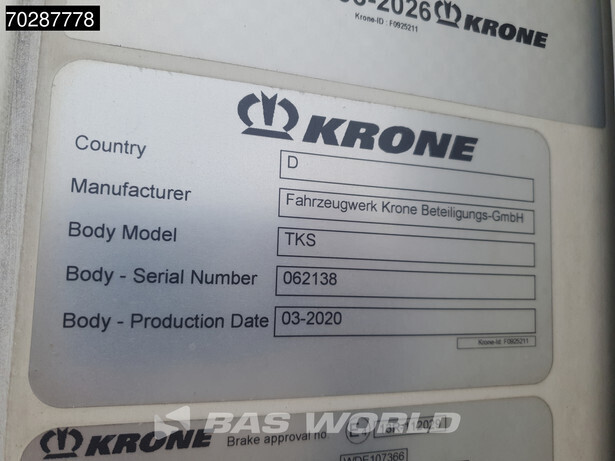 70287778
-2026 KRONE
Krone-ID : F0925211
KRONE
Country D
Manufacturer Fahrzeugwerk Krone Beteiligungs-GmbH
Body Model TKS
Body - Serial Number 062138
Body - Production Date 03-2020
Krone-Id: F0925211
BAS WORLD
KRONE Brake approval no.
WDF107366